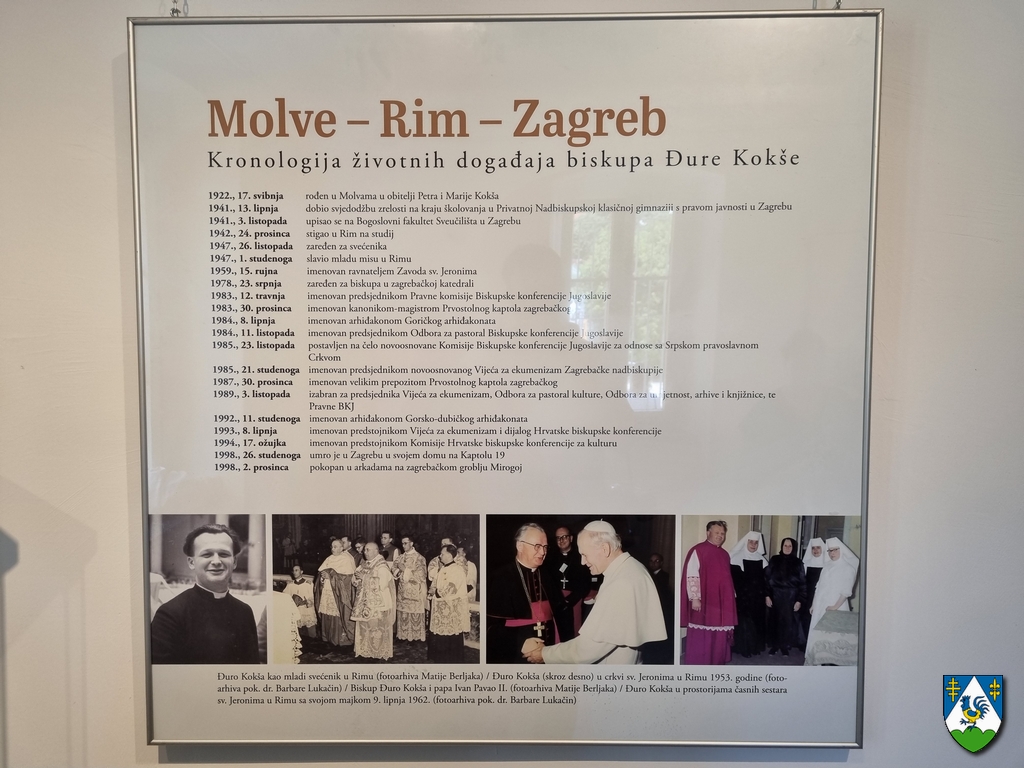 Molve – Rim – Zagreb
Kronologija životnih događaja biskupa Đure Kokše
1922., 17. svibnja rođen u Molvama u obitelji Petra i Marije Kokša
1941., 13. lipnja dobio svjedodžbu zrelosti na kraju školovanja u Privatnoj Nadbiskupskoj klasičnoj gimnaziji s pravom javnosti u Zagrebu
1941., 3. listopada upisao se na Bogoslovni fakultet Sveučilišta u Zagrebu
1942., 24. prosinca stigao u Rim na studij
1947., 26. listopada zaređen za svećenika
1947., 1. studenoga slavio mladu misu u Rimu
1959., 15. rujna imenovan ravnateljem Zavoda sv. Jeronima
1978., 23. srpnja zaređen za biskupa u zagrebačkoj katedrali
1983., 12. travnja imenovan predsjednikom Pravne komisije Biskupske konferencije Jugoslavije
1983., 30. prosinca imenovan kanonikom-magistrom Prvostolnog kaptola zagrebačkog
1984., 8. lipnja imenovan arhiđakonom Goričkog arhiđakonata
1984., 11. listopada imenovan predsjednikom Odbora za pastoral Biskupske konferencije Jugoslavije
1985., 23. listopada postavljen na čelo novoosnovane Komisije Biskupske konferencije Jugoslavije za odnose sa Srpskom pravoslavnom
Crkvom
1985., 21. studenoga imenovan predsjednikom novoosnovanog Vijeća za ekumenizam Zagrebačke nadbiskupije
1987., 30. prosinca imenovan velikim prepozitom Prvostolnog kaptola zagrebačkog
1989., 3. listopada izabran za predsjednika Vijeća za ekumenizam, Odbora za pastoral kulture, Odbora za umjetnost, arhive i knjižnice, te
Pravne BKJ
1992., 11. studenoga imenovan arhiđakonom Gorsko-dubičkog arhiđakonata
1993., 8. lipnja imenovan predstojnikom Vijeća za ekumenizam i dijalog Hrvatske biskupske konferencije
1994., 17. ožujka imenovan predstojnikom Komisije Hrvatske biskupske konferencije za kulturu
1998., 26. studenoga umro je u Zagrebu u svojem domu na Kaptolu 19
1998., 2. prosinca pokopan u arkadama na zagrebačkom groblju Mirogoj
Đuro Kokša kao mladi svećenik u Rimu (fotoarhiva Matije Berljaka) / Đuro Kokša (skroz desno) u crkvi sv. Jeronima u Rimu 1953. godine (foto-
arhiva pok. dr. Barbare Lukačin) / Biskup Đuro Kokša i papa Ivan Pavao II. (fotoarhiva Matije Berljaka) / Đuro Kokša u prostorijama časnih sestara
sv. Jeronima u Rimu sa svojom majkom 9. lipnja 1962. (fotoarhiva pok. dr. Barbare Lukačin)